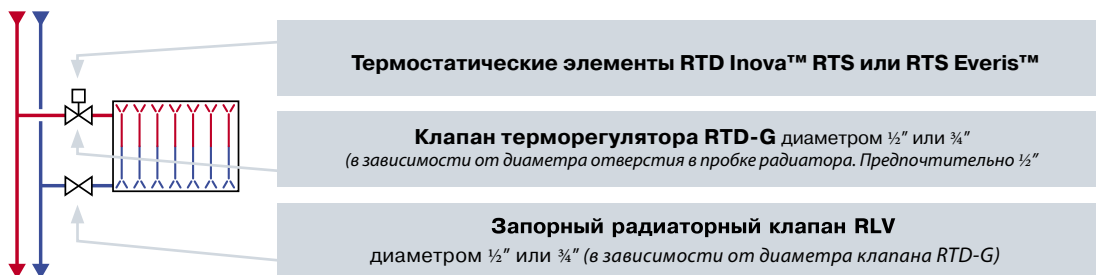 Термостатические элементы RTD Inova™ RTS или RTS Everis™
Клапан терморегулятора RTD-G диаметром ½″ или ¾″
(в зависимости от диаметра отверстия в пробке радиатора. Предпочтительно ½″
Запорный радиаторный клапан RLV
диаметром ½″ или ¾″ (в зависимости от диаметра клапана RTD-G)